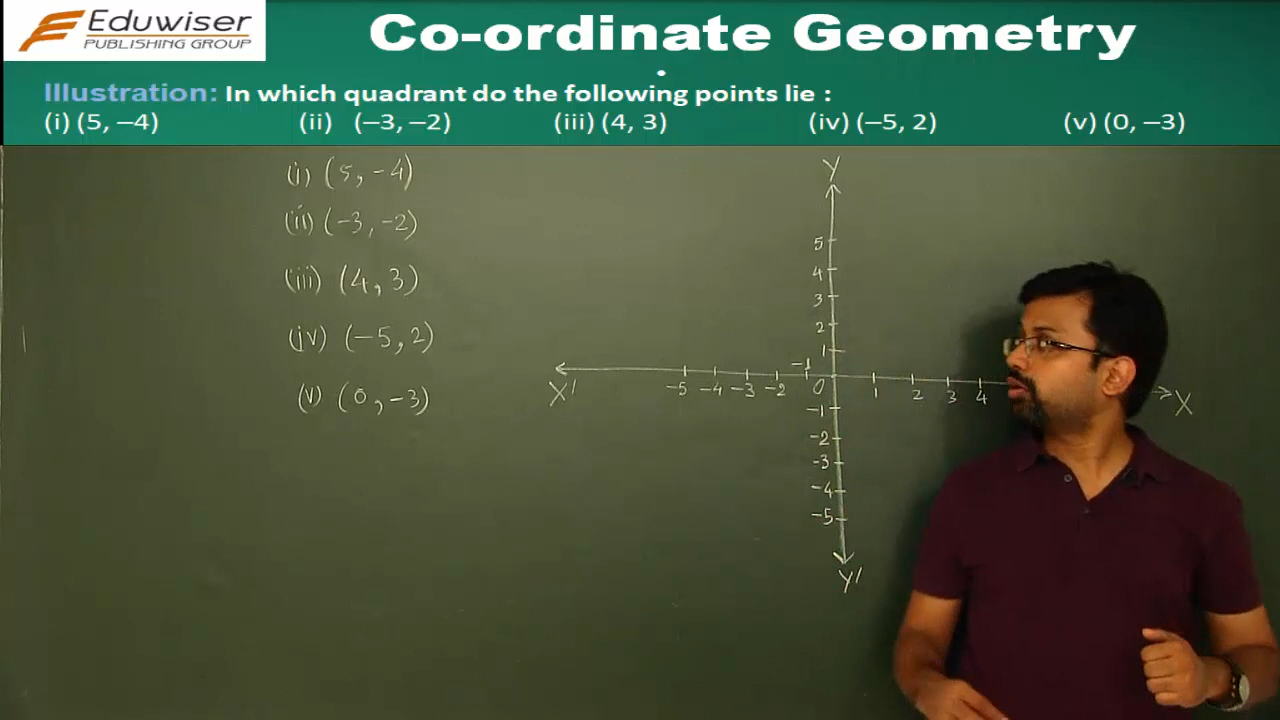 Eduwiser
PUBLISHING GROUP
Co-ordinate Geometry
Illustration: In which quadrant do the following points lie :
(i) (5, –4) (ii) (–3, –2) (iii) (4, 3) (iv) (–5, 2) (v) (0, –3)
(i) (5, -4)
(ii) (-3, -2)
(iii) (4, 3)
(iv) (-5, 2)
(v) (0, -3)
Y
5
4
3
2
1
X' -5 -4 -3 -2 -1 0 1 2 3 4 X
-1
-2
-3
-4
-5
Y'